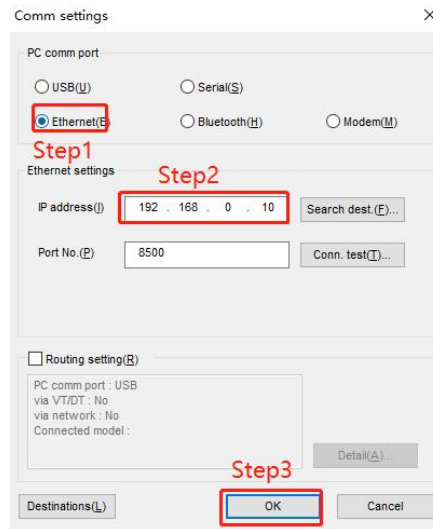 Comm settings
PC comm port
USB(U) Serial(S)
Ethernet(E) Bluetooth(H) Modem(M)
Step1
Ethernet settings
Step2
IP address(I) 192 . 168 . 0 . 10 Search dest.(F)...
Port No.(P) 8500 Conn. test(T)...
Routing setting(R)
PC comm port : USB
via VT/DT : No
via network : No
Connected model :
Detail(A)...
Step3
Destinations(L) OK Cancel